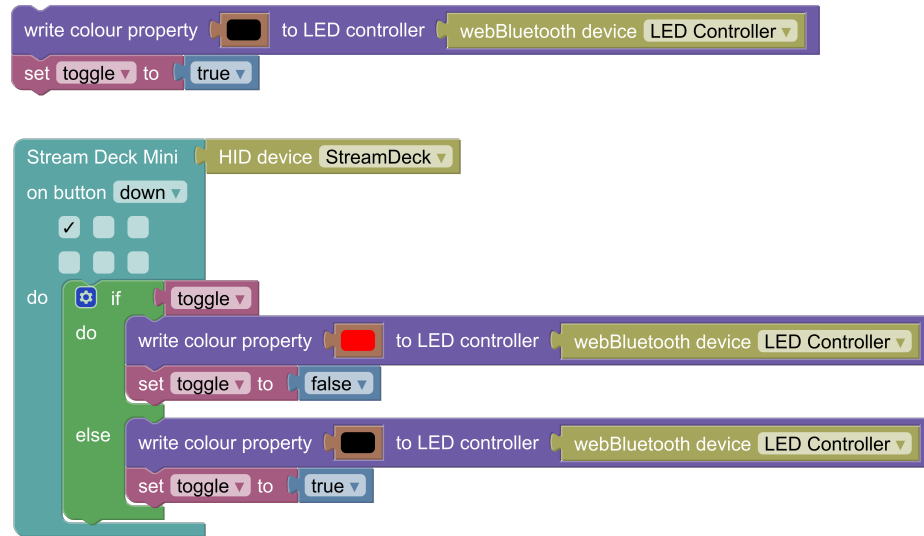 write colour property to LED controller webBluetooth device LED Controller ▾
set toggle ▾ to true ▾
Stream Deck Mini HID device StreamDeck ▾
on button down ▾
✓
do if toggle ▾
do write colour property to LED controller webBluetooth device LED Controller ▾
set toggle ▾ to false ▾
else write colour property to LED controller webBluetooth device LED Controller ▾
set toggle ▾ to true ▾